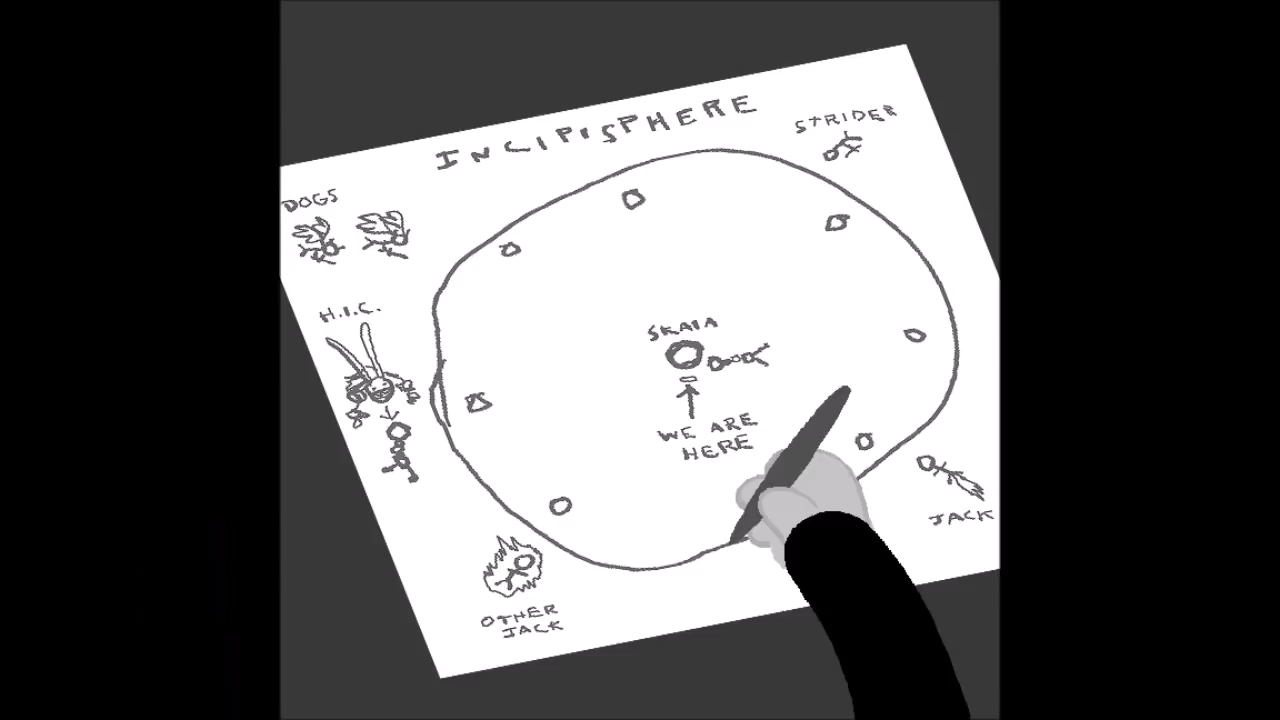 INCIPISPHERE
STRIDER
DOGS
H.I.C.
SKAIA
WE ARE
HERE
JACK
OTHER
JACK